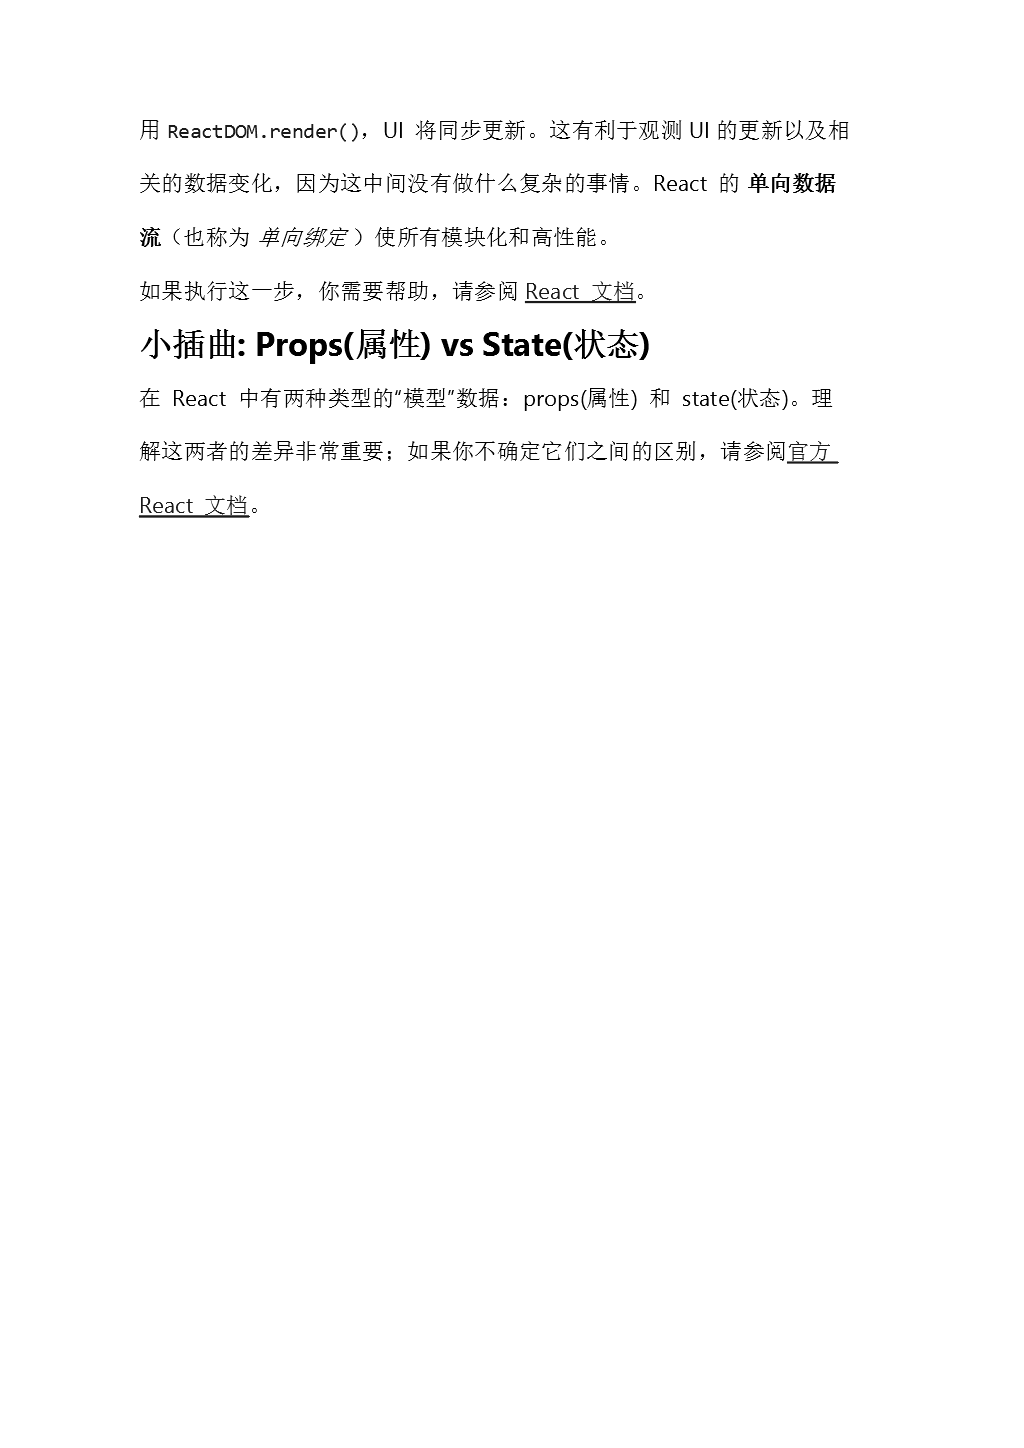 用 ReactDOM.render()，UI 将同步更新。这有利于观测 UI 的更新以及相
关的数据变化，因为这中间没有做什么复杂的事情。React 的 单向数据
流（也称为 单向绑定 ）使所有模块化和高性能。
如果执行这一步，你需要帮助，请参阅 React 文档。
小插曲: Props(属性) vs State(状态)
在 React 中有两种类型的“模型”数据：props(属性) 和 state(状态)。理
解这两者的差异非常重要；如果你不确定它们之间的区别，请参阅官方
React 文档。